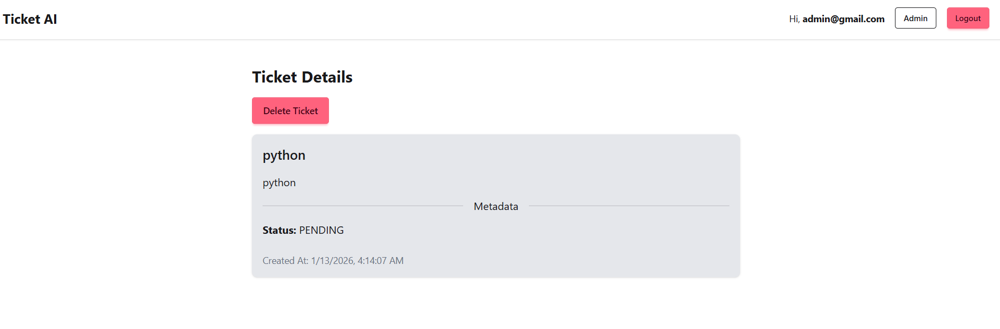 Ticket AI
Hi, admin@gmail.com
Admin
Logout
Ticket Details
Delete Ticket
python
python
Metadata
Status: PENDING
Created At: 1/13/2026, 4:14:07 AM